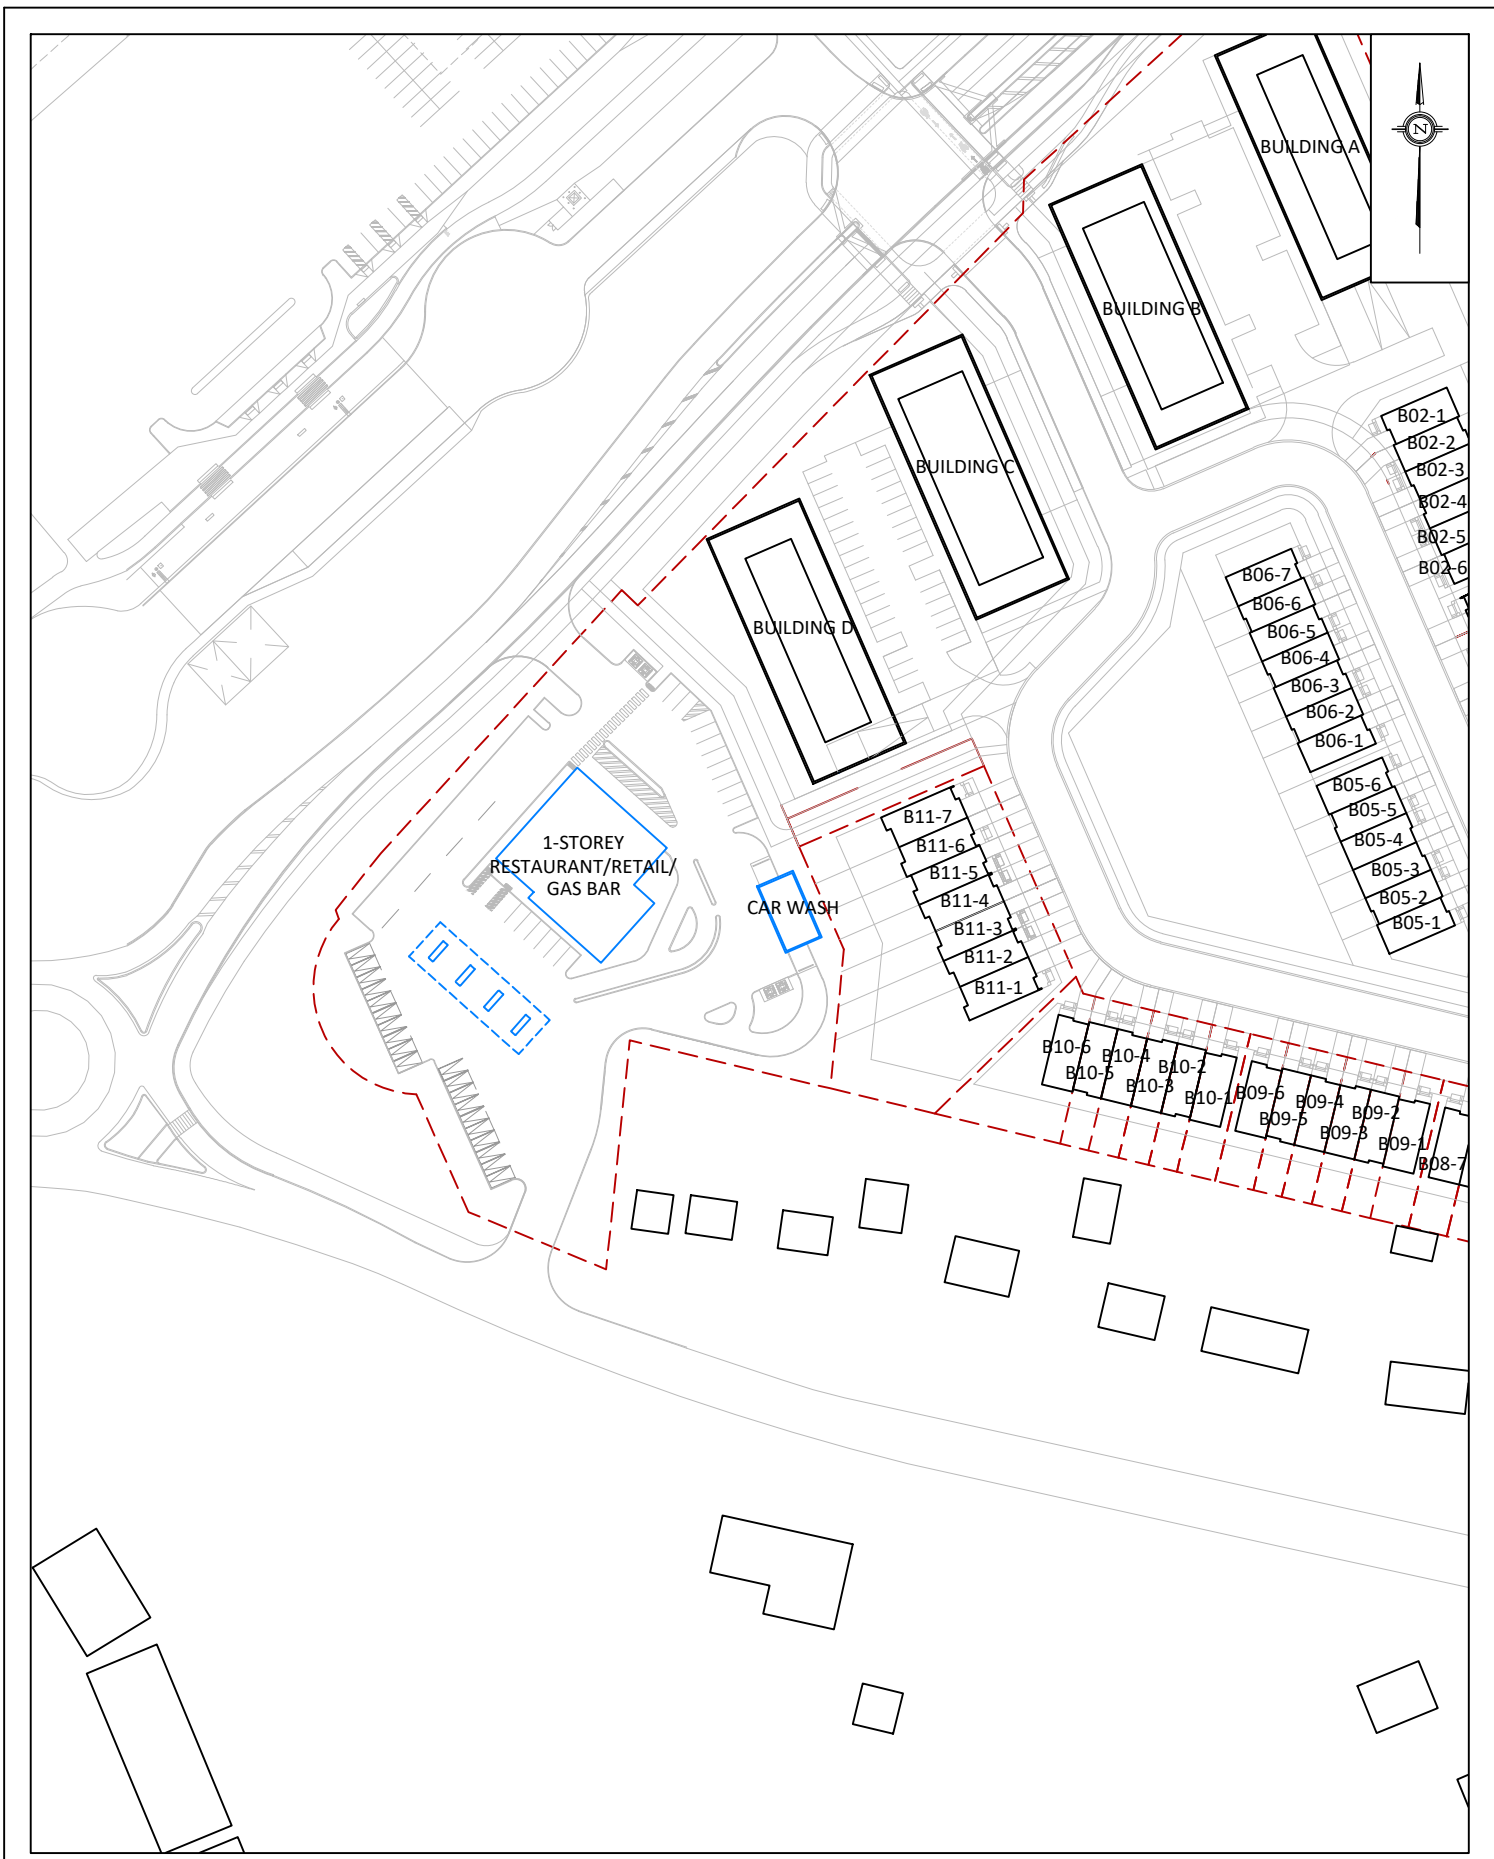 BUILDING A
N
BUILDING B
BUILDING C
BUILDING D
B02-1
B02-2
B02-3
B02-4
B02-5
B02-6
B06-7
B06-6
B06-5
B06-4
B06-3
B06-2
B06-1
B05-6
B05-5
B05-4
B05-3
B05-2
B05-1
B11-7
B11-6
B11-5
B11-4
B11-3
B11-2
B11-1
1-STOREY
RESTAURANT/RETAIL/
GAS BAR
CAR WASH
B10-6
B10-5
B10-4
B10-3
B10-2
B10-1
B09-6
B09-5
B09-4
B09-3
B09-2
B09-1
B08-7